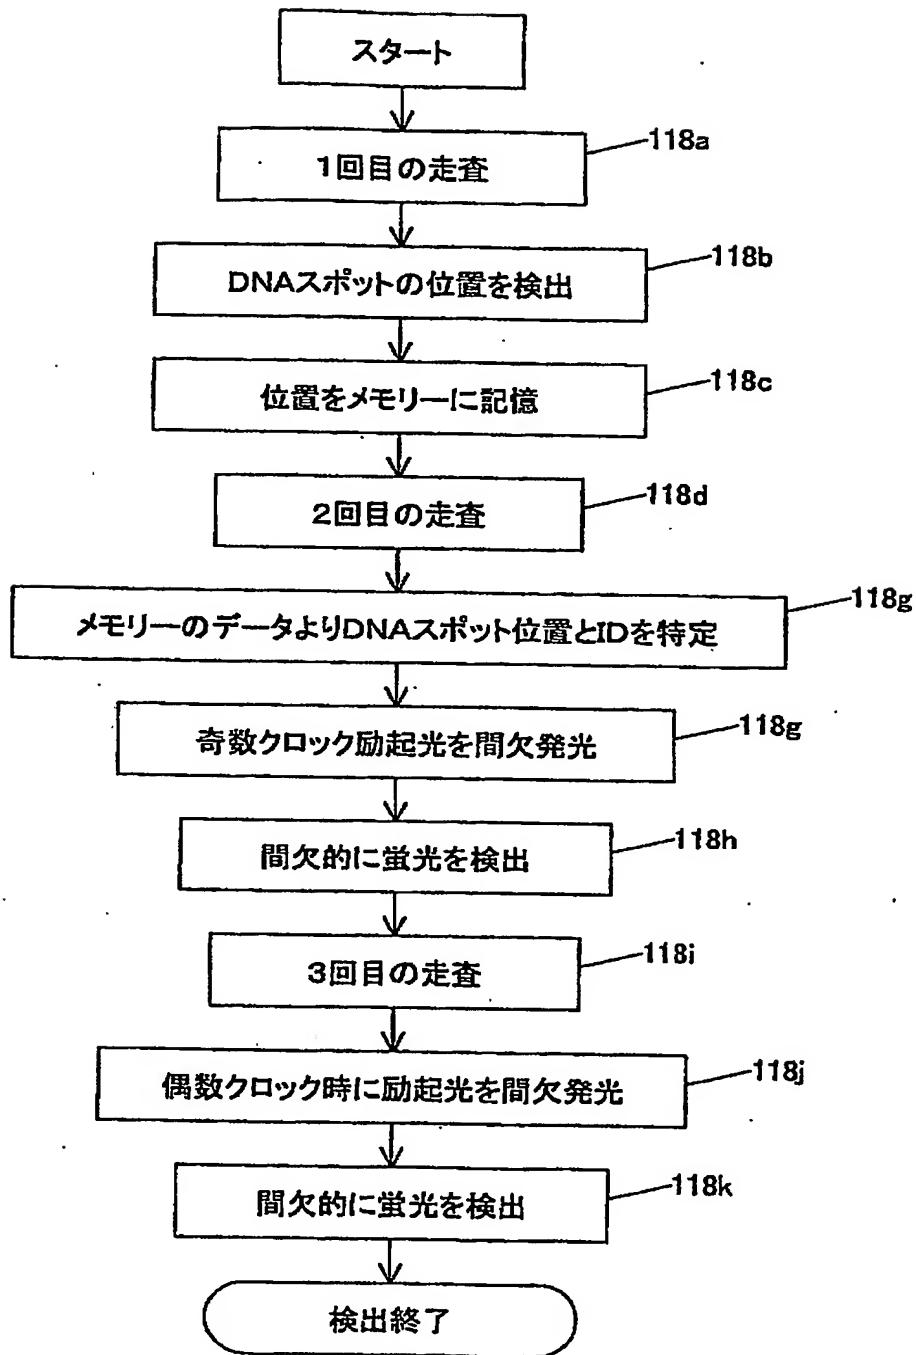 スタート
1回目の走査
118a
DNAスポットの位置を検出
118b
位置をメモリーに記憶
118c
2回目の走査
118d
メモリーのデータよりDNAスポット位置とIDを特定
118g
奇数クロック励起光を間欠発光
118g
間欠的に蛍光を検出
118h
3回目の走査
118i
偶数クロック時に励起光を間欠発光
118j
間欠的に蛍光を検出
118k
検出終了